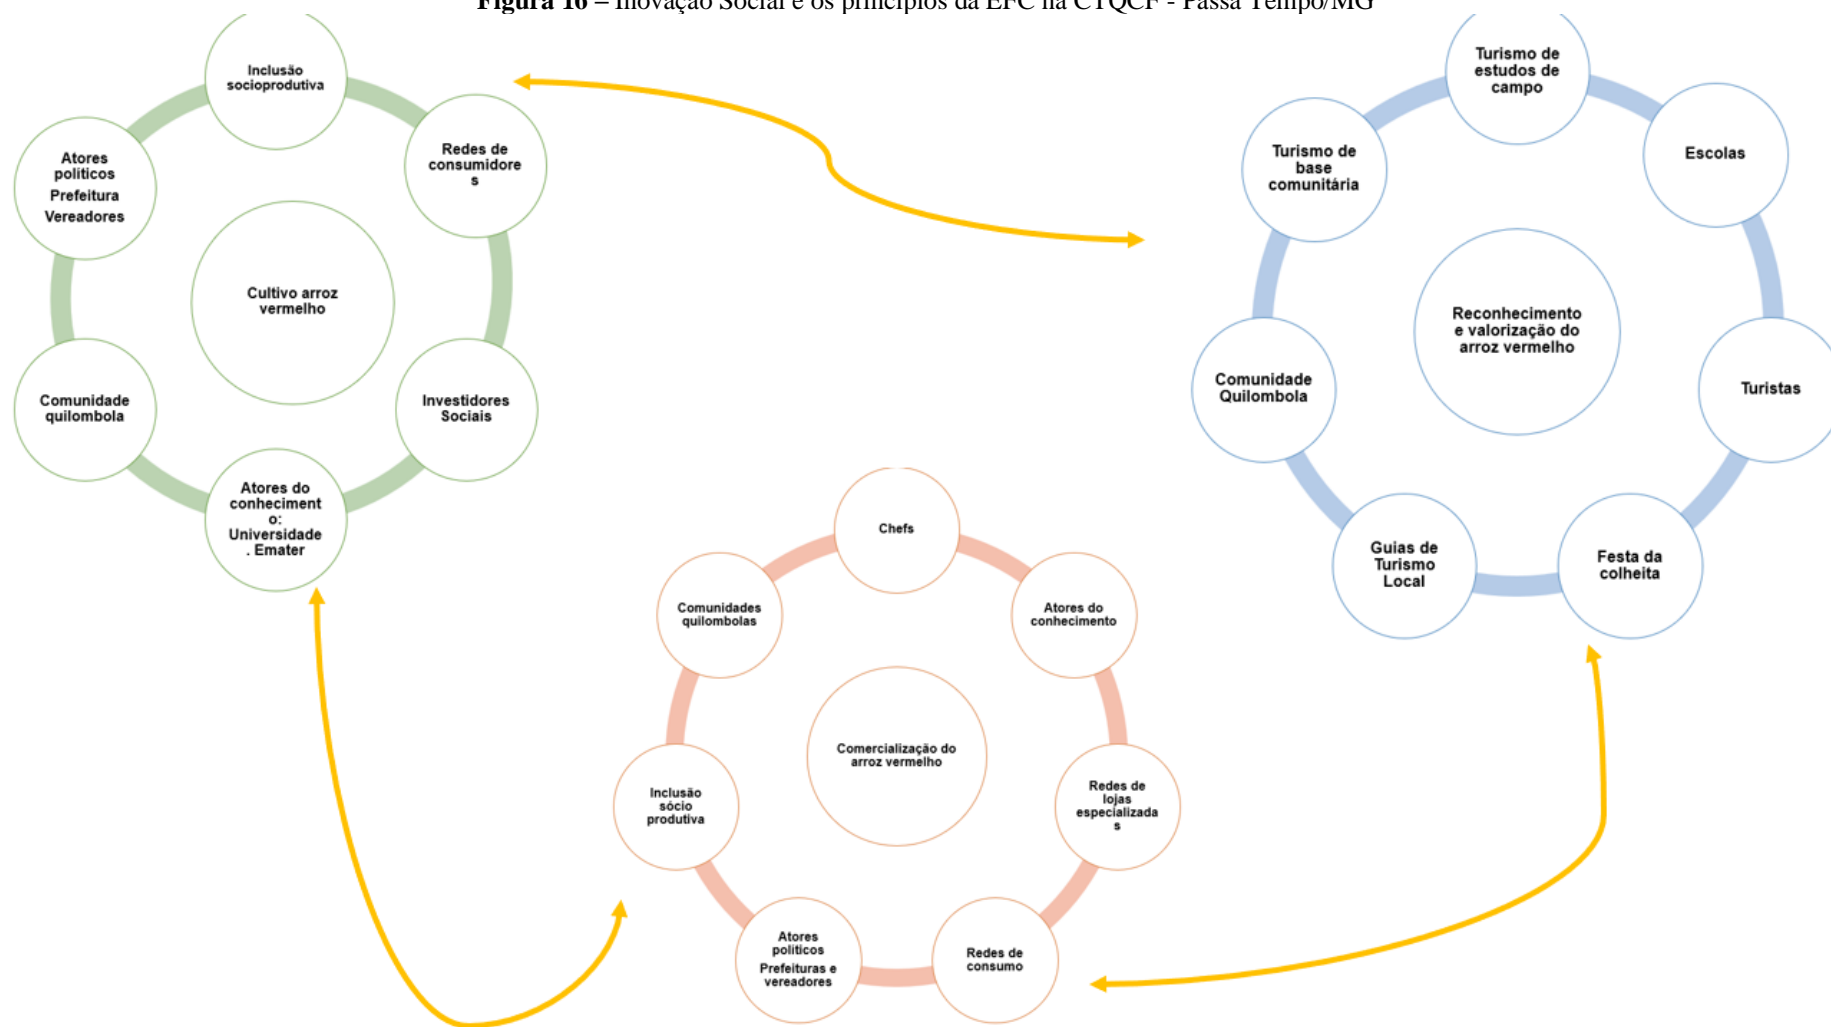 Figura 16 – Inovação Social e os princípios da EFC na CTQCF - Passa Tempo/MG
Inclusão
socioprodutiva
Redes de
consumidore
s
Investidores
Sociais
Atores do
conheciment
o:
Universidade
. Emater
Comunidade
quilombola
Atores
políticos
Prefeitura
Vereadores
Cultivo arroz
vermelho
Turismo de
estudos de
campo
Escolas
Turistas
Festa da
colheita
Guias de
Turismo
Local
Comunidade
Quilombola
Turismo de
base
comunitária
Reconhecimento
e valorização do
arroz vermelho
Chefs
Atores do
conhecimento
Redes de
lojas
especializada
s
Redes de
consumo
Atores
políticos
Prefeituras e
vereadores
Inclusão
sócio
produtiva
Comunidades
quilombolas
Comercialização do
arroz vermelho